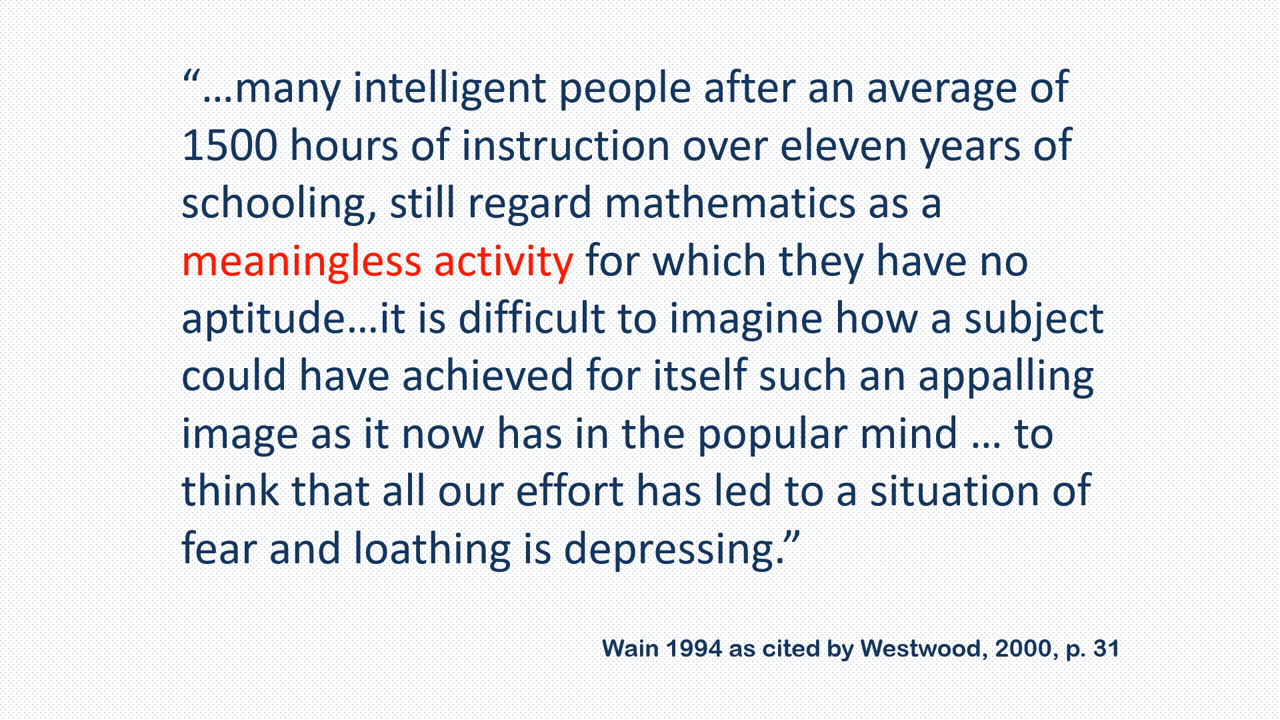 “…many intelligent people after an average of
1500 hours of instruction over eleven years of
schooling, still regard mathematics as a
meaningless activity for which they have no
aptitude…it is difficult to imagine how a subject
could have achieved for itself such an appalling
image as it now has in the popular mind … to
think that all our effort has led to a situation of
fear and loathing is depressing.”
Wain 1994 as cited by Westwood, 2000, p. 31